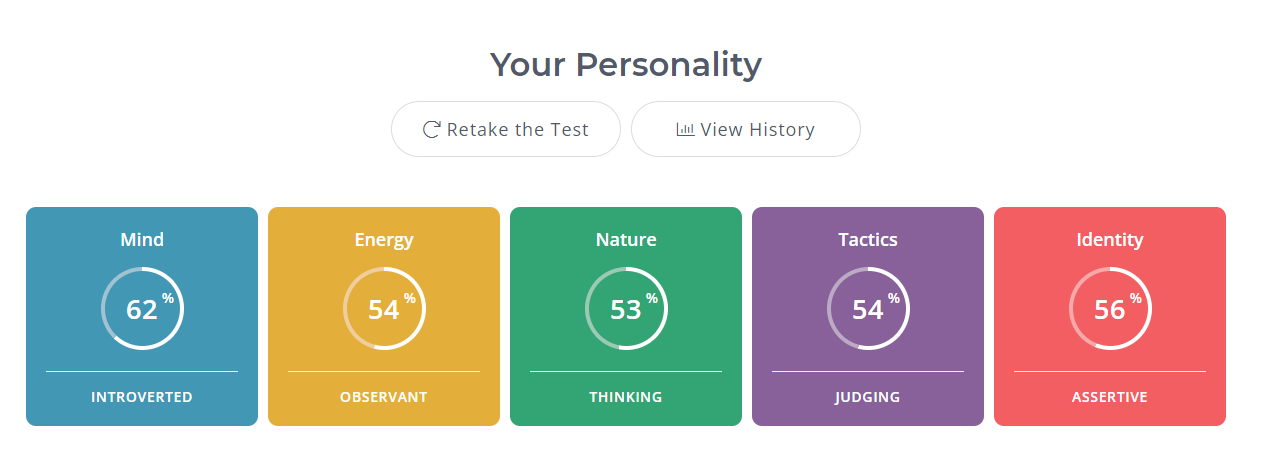 Your Personality
Retake the Test
View History
Mind
62%
INTROVERTED
Energy
54%
OBSERVANT
Nature
53%
THINKING
Tactics
54%
JUDGING
Identity
56%
ASSERTIVE